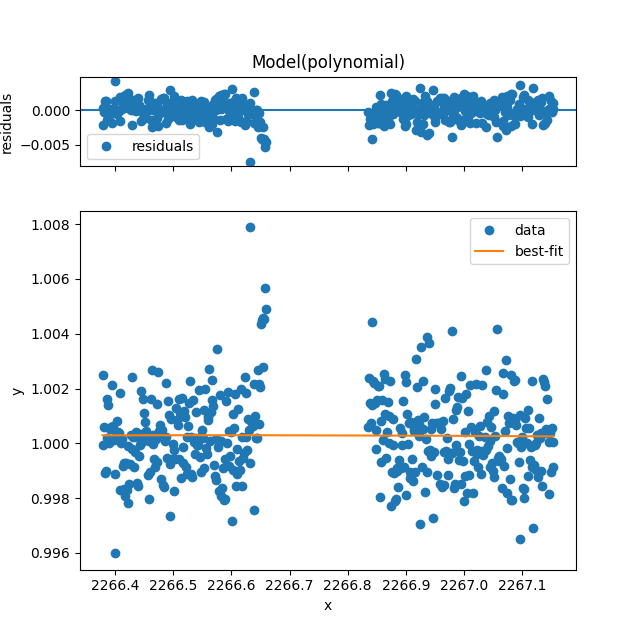 Model(polynomial)
residuals
0.000
−0.005
residuals
y
1.008
1.006
1.004
1.002
1.000
0.998
0.996
data
best-fit
2266.4 2266.5 2266.6 2266.7 2266.8 2266.9 2267.0 2267.1
x